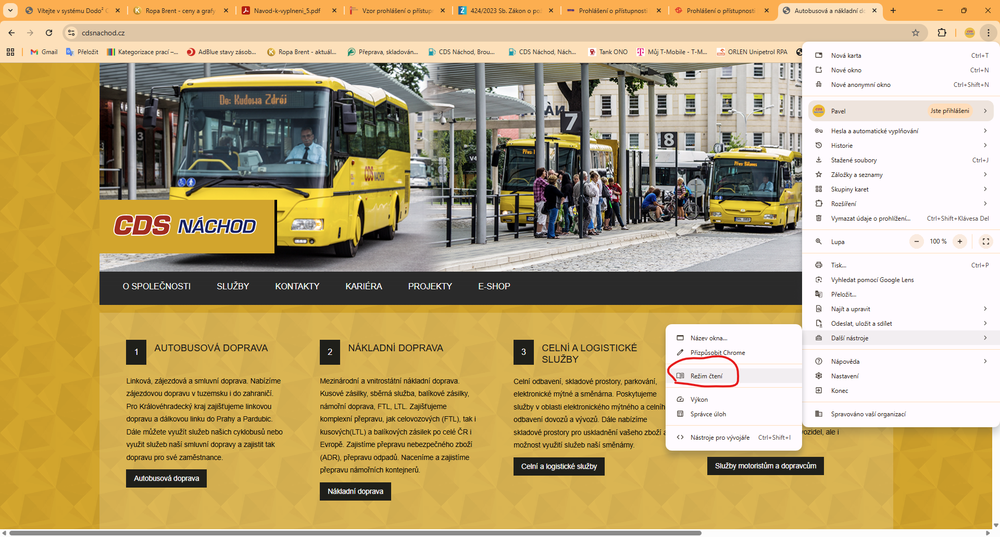 Vítejte v systému Dodo² C
Ropa Brent - ceny a grafy
Navod-k-vyplneni_5.pdf
Vzor prohlášení o přístupn
424/2023 Sb. Zákon o po
Prohlášení o přístupnosti
Prohlášení o přístupnosti
Autobusová a nákladní do
cdsnachod.cz
Gmail
Přeložit
Kategorizace prací –...
AdBlue stavy zásob...
Ropa Brent - aktuál...
Přeprava, skladován...
CDS Náchod, Brou...
CDS Náchod, Nách...
Tank ONO
Můj T-Mobile - T-M...
ORLEN Unipetrol RPA
Do: Kudowa Zdrój
3
V4
7
8
Přes: Běloves
CDS NÁCHOD
CDS NÁCHOD
O SPOLEČNOSTI
SLUŽBY
KONTAKTY
KARIÉRA
PROJEKTY
E-SHOP
1
AUTOBUSOVÁ DOPRAVA
Linková, zájezdová a smluvní doprava. Nabízíme
zájezdovou dopravu v tuzemsku i do zahraničí.
Pro Královéhradecký kraj zajišťujeme linkovou
dopravu a dálkovou linku do Prahy a Pardubic.
Dále můžete využít služeb našich cyklobusů nebo
využit služeb naší smluvní dopravy a zajistit tak
dopravu pro své zaměstnance.
Autobusová doprava
2
NÁKLADNÍ DOPRAVA
Mezinárodní a vnitrostátní nákladní doprava.
Kusové zásilky, sběrná služba, balíkové zásilky,
námořní doprava, FTL, LTL. Zajišťujeme
komplexní přepravu, jak celovozových (FTL), tak i
kusových(LTL) a balíkových zásilek po celé ČR i
Evropě. Zajistíme přepravu nebezpečného zboží
(ADR), přepravu odpadů. Naceníme a zajistíme
přepravu námořních kontejnerů.
Nákladní doprava
3
CELNÍ A LOGISTICKÉ
SLUŽBY
Celní odbavení, skladové prostory, parkování,
elektronické mýtné a směnárna. Poskytujeme
služby v oblasti elektronického mýtného a celníh
odbavení dovozů a vývozů. Dále nabízíme
skladové prostory pro uskladnění vašeho zboží a
možnost využití služeb naší směnárny.
Celní a logistické služby
vozidel, ale i
Služby motoristům a dopravcům
Název okna...
Přizpůsobit Chrome
Režim čtení
Výkon
Správce úloh
Nástroje pro vývojáře Ctrl+Shift+I
Nová karta Ctrl+T
Nové okno Ctrl+N
Nové anonymní okno Ctrl+Shift+N
Pavel Jste přihlášeni
Hesla a automatické vyplňování
Historie
Stažené soubory Ctrl+J
Záložky a seznamy
Skupiny karet
Rozšíření
Vymazat údaje o prohlížení... Ctrl+Shift+Klávesa Del
Lupa − 100 % +
Tisk... Ctrl+P
Vyhledat pomocí Google Lens
Přeložit...
Najít a upravit
Odeslat, uložit a sdílet
Další nástroje
Nápověda
Nastavení
Konec
Spravováno vaší organizací